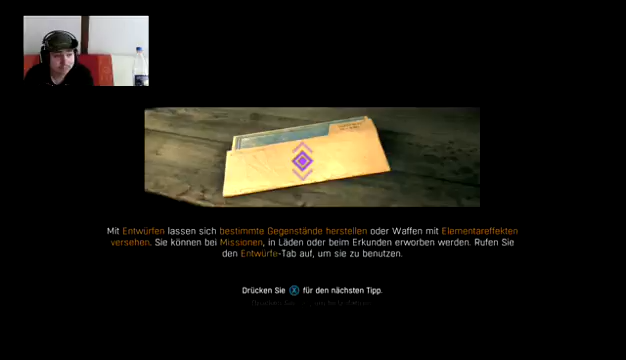 Mit Entwürfen lassen sich bestimmte Gegenstände herstellen oder Waffen mit Elementareffekten
versehen. Sie können bei Missionen, in Läden oder beim Erkunden erworben werden. Rufen Sie
den Entwürfe-Tab auf, um sie zu benutzen.
Drücken Sie X für den nächsten Tipp.